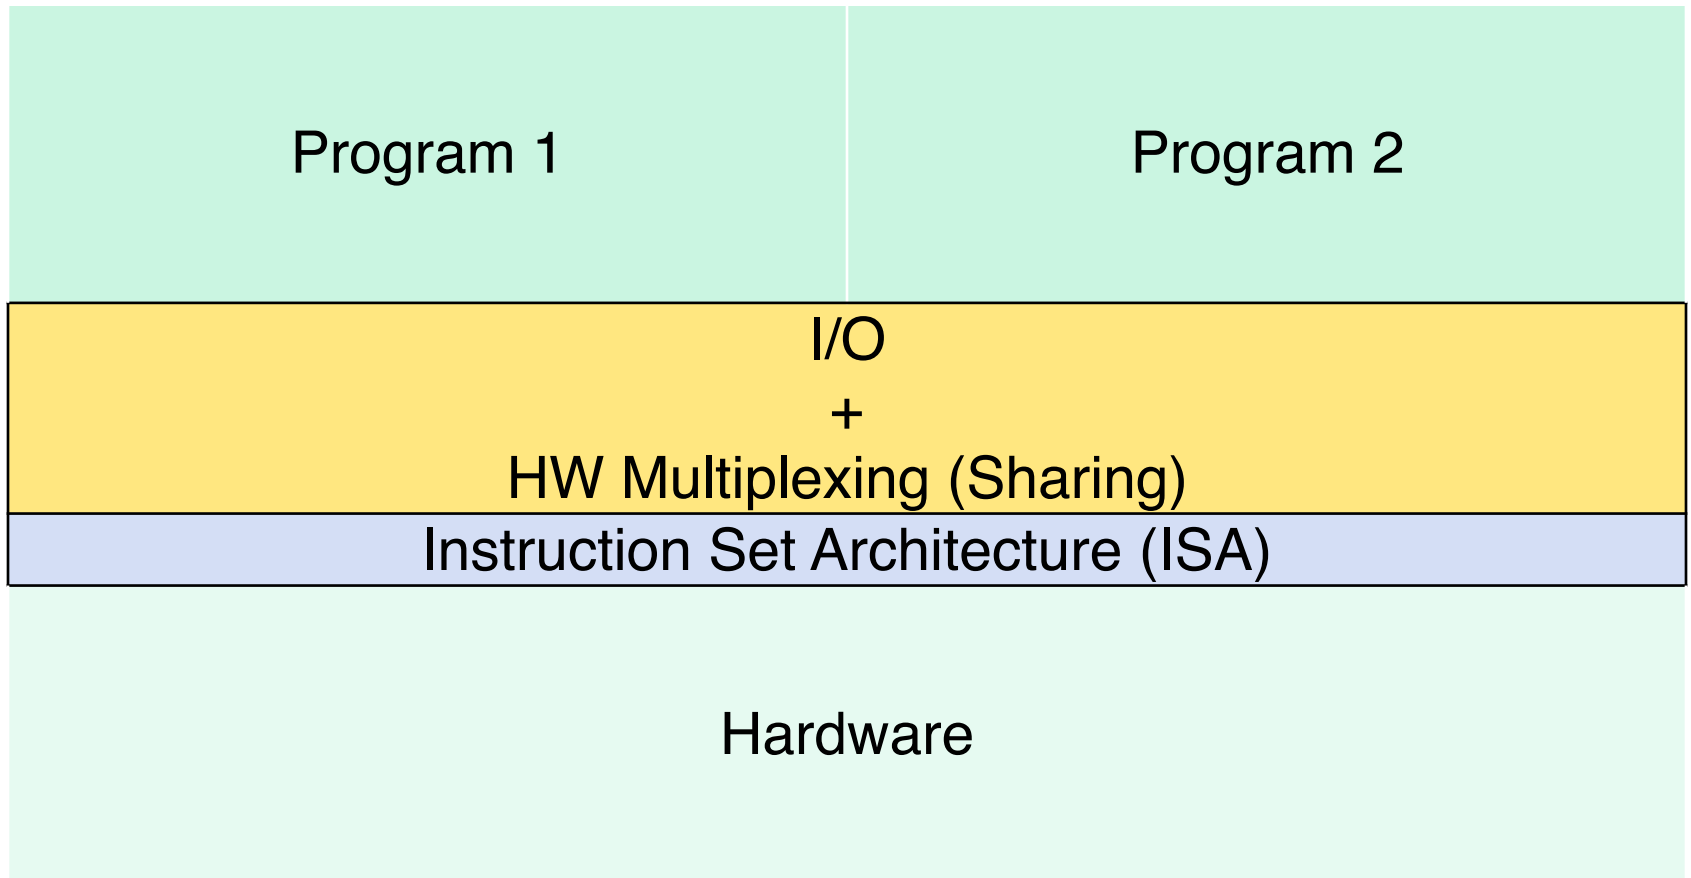 Program 1
Program 2
I/O
+
HW Multiplexing (Sharing)
Instruction Set Architecture (ISA)
Hardware